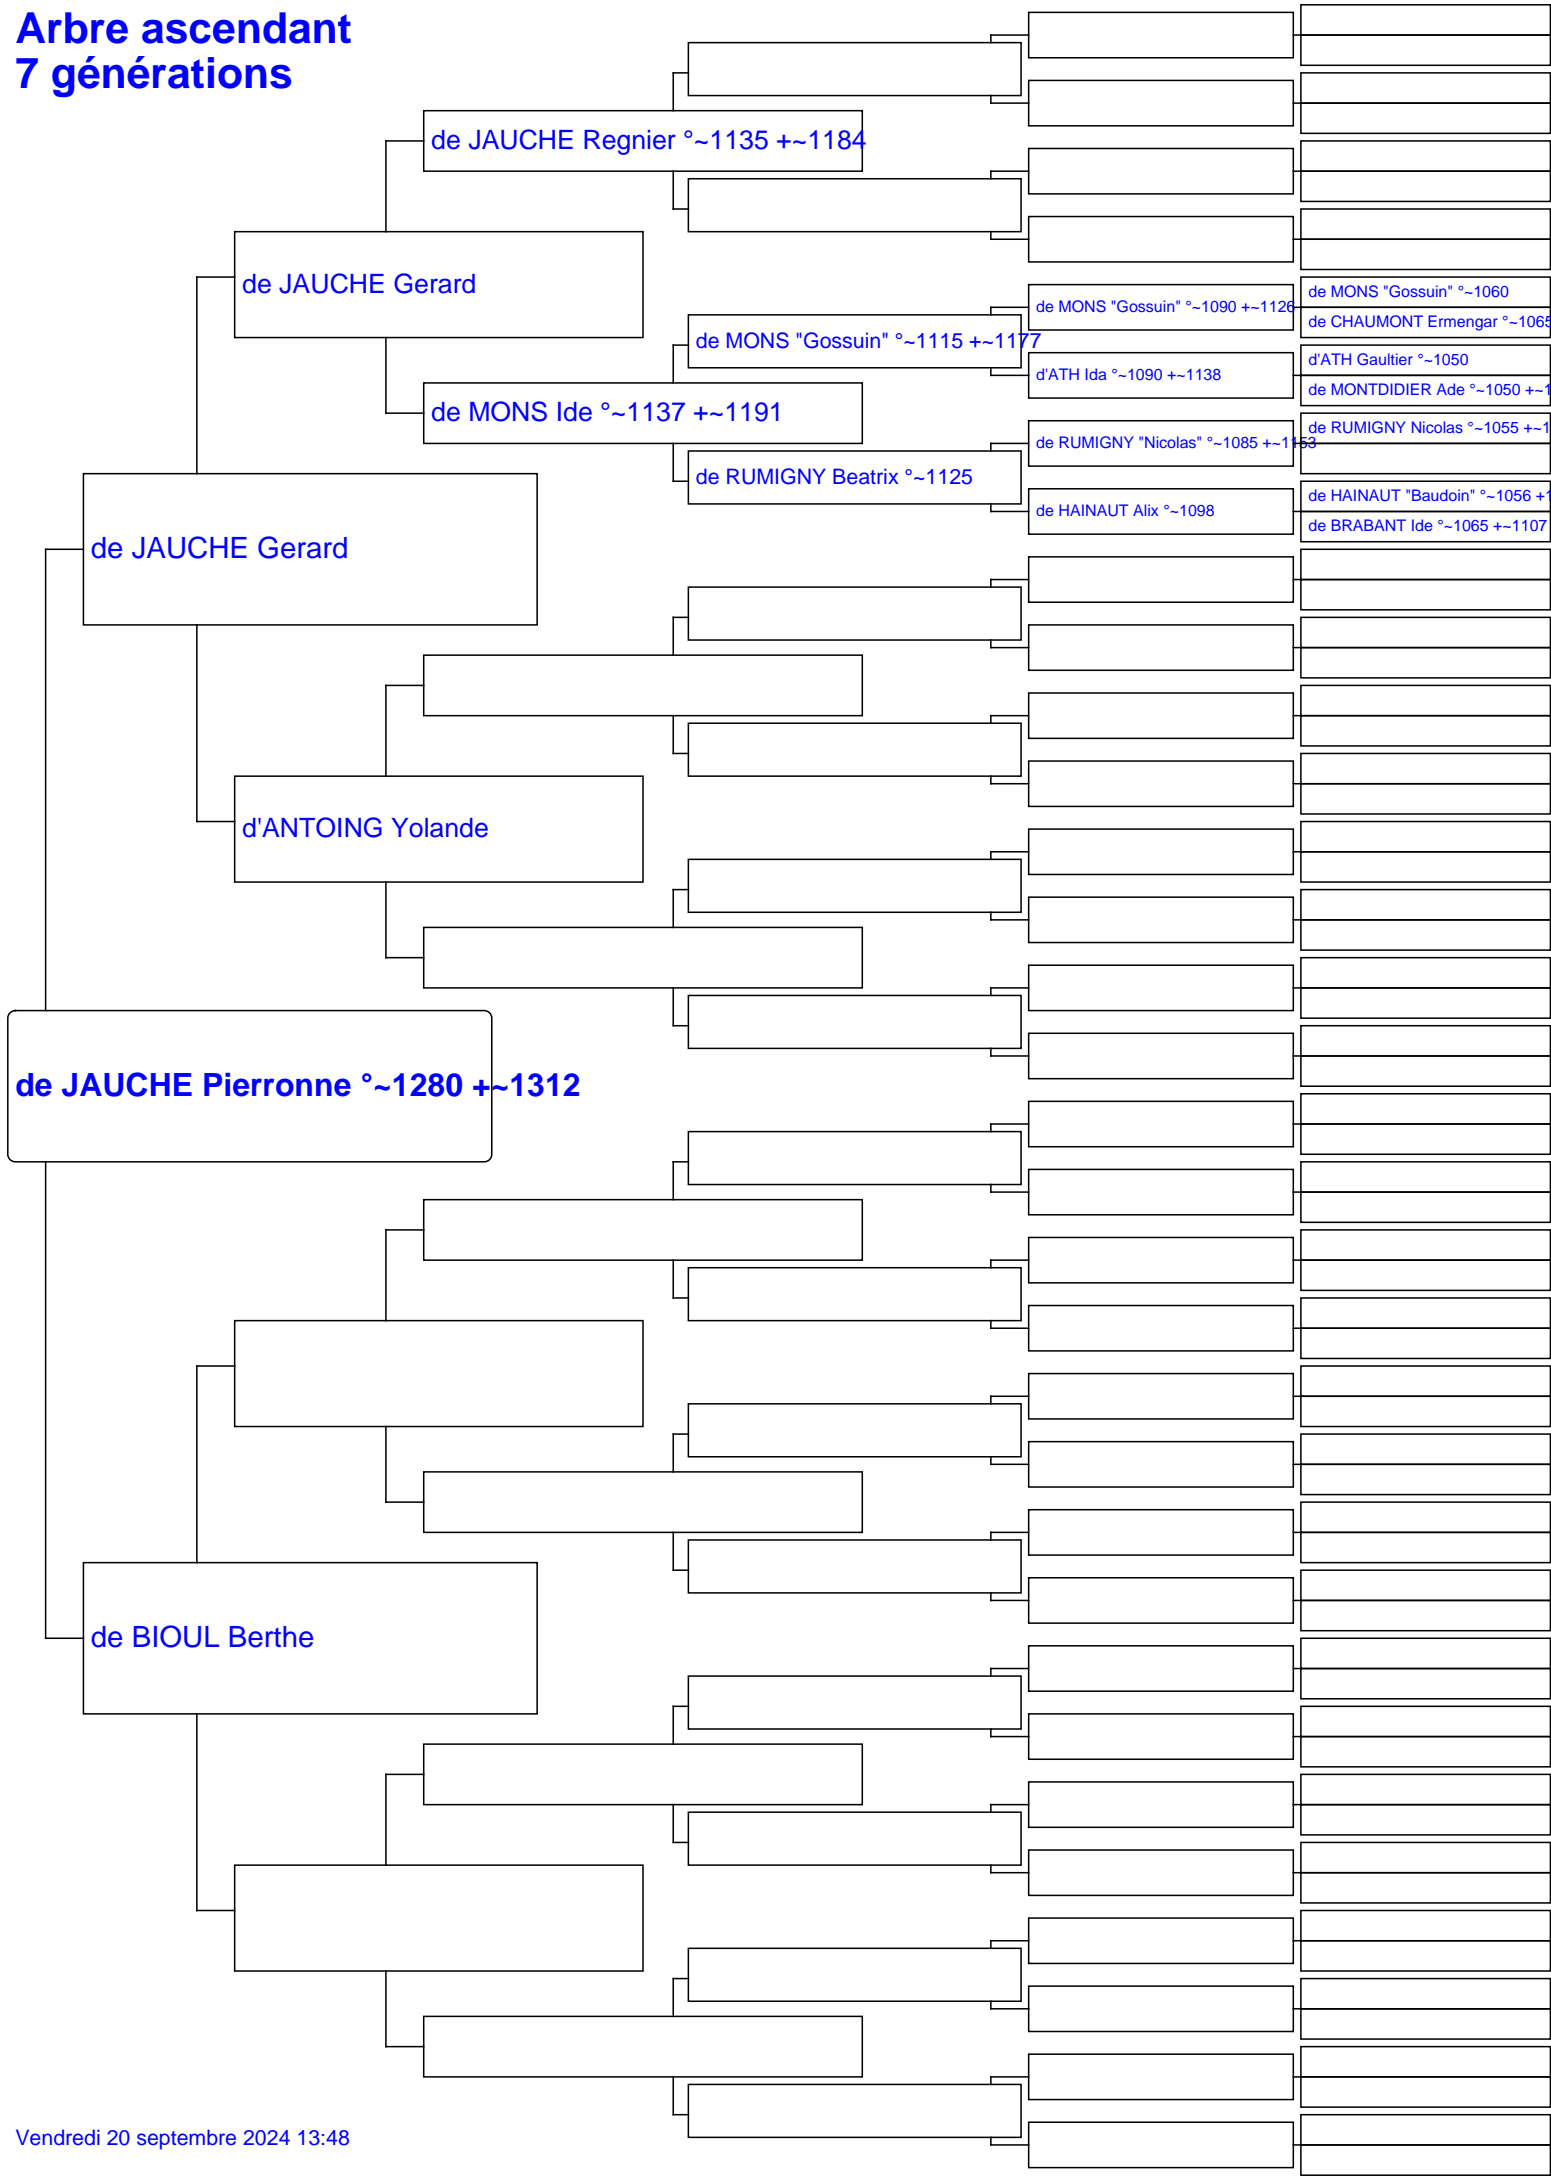 Arbre ascendant
7 générations
de JAUCHE Regnier °~1135 +~1184
de JAUCHE Gerard
de MONS "Gossuin" °~1060
de MONS "Gossuin" °~1090 +~1126
de CHAUMONT Ermengar °~1065
de MONS "Gossuin" °~1115 +~1177
d'ATH Gaultier °~1050
d'ATH Ida °~1090 +~1138
de MONTDIDIER Ade °~1050 +~1
de MONS Ide °~1137 +~1191
de RUMIGNY Nicolas °~1055 +~1
de RUMIGNY "Nicolas" °~1085 +~1153
de RUMIGNY Beatrix °~1125
de HAINAUT "Baudoin" °~1056 +1
de HAINAUT Alix °~1098
de BRABANT Ide °~1065 +~1107
de JAUCHE Gerard
d'ANTOING Yolande
de JAUCHE Pierronne °~1280 +~1312
de BIOUL Berthe
Vendredi 20 septembre 2024 13:48